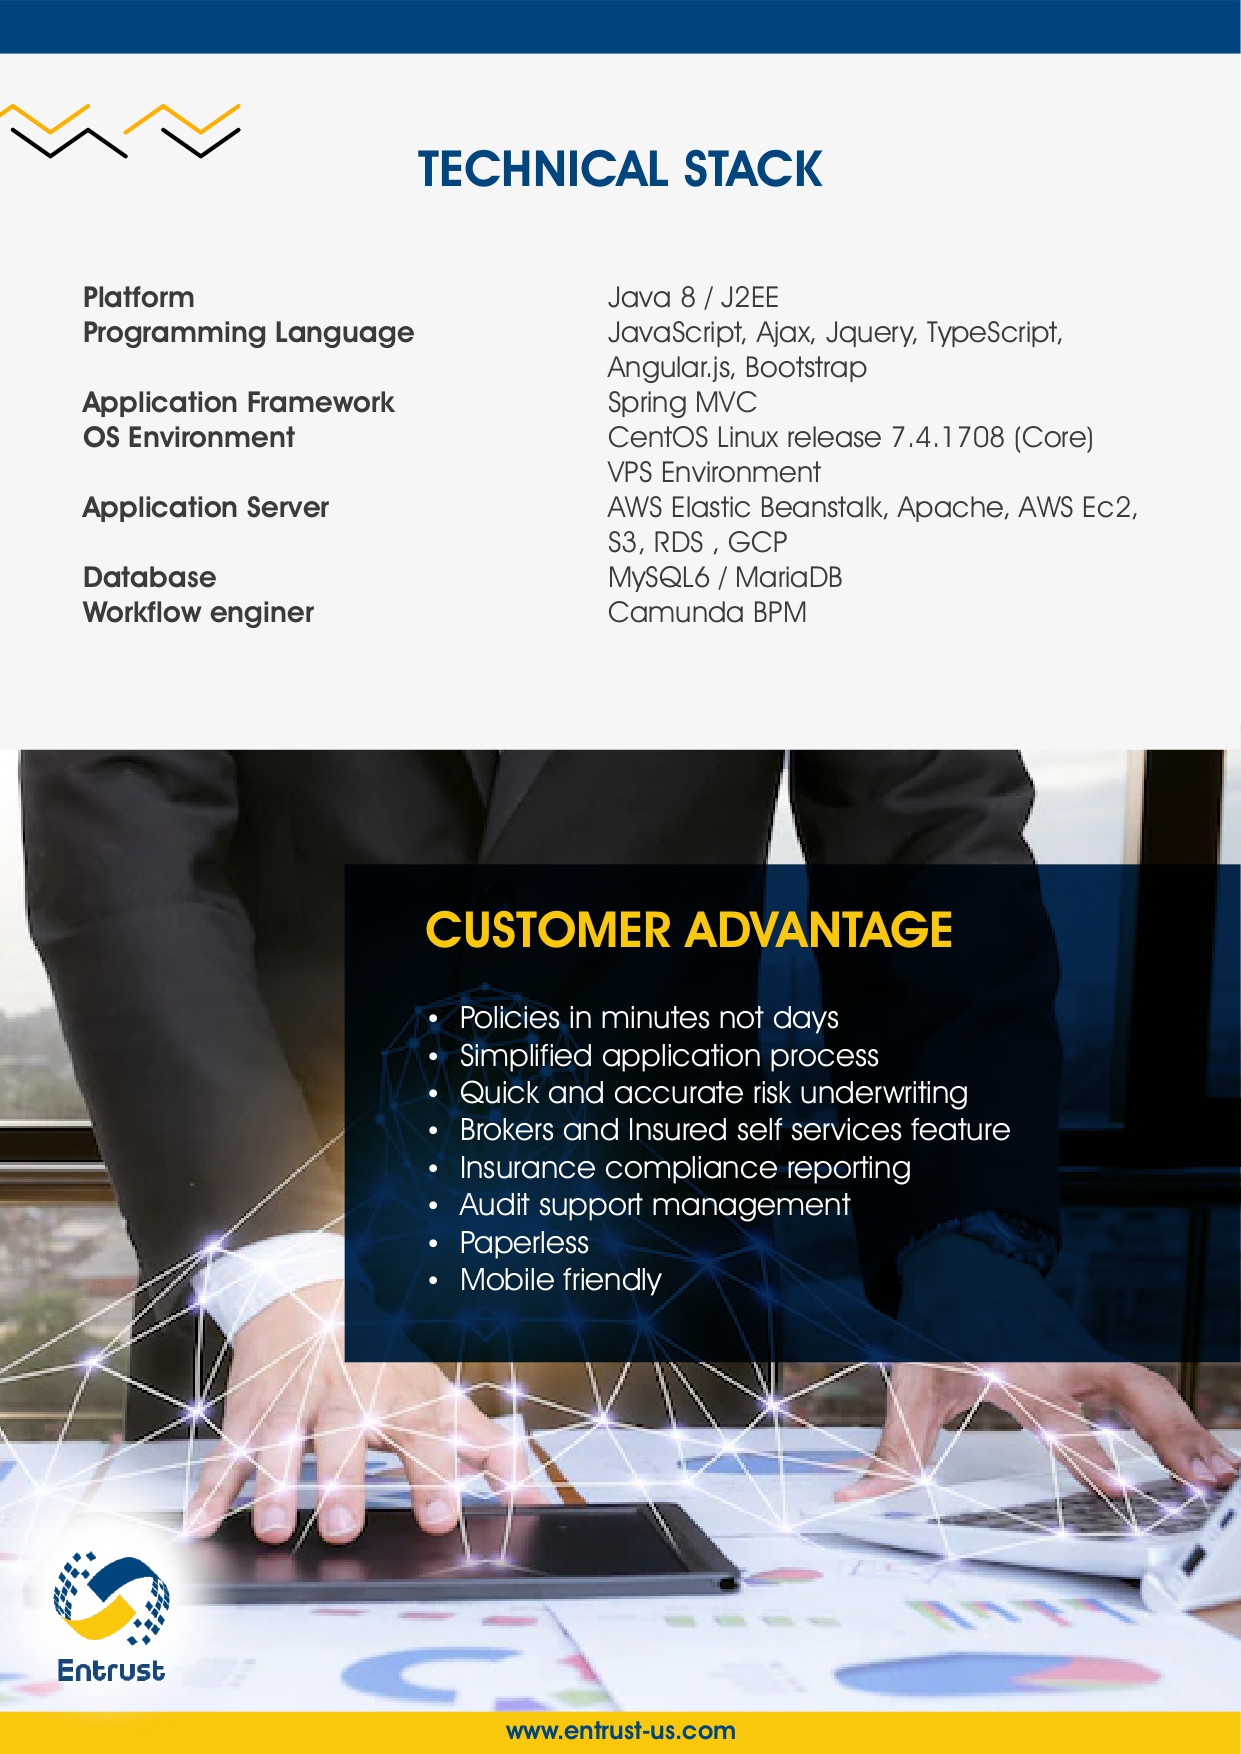 TECHNICAL STACK
Platform Java 8 / J2EE
Programming Language JavaScript, Ajax, Jquery, TypeScript,
Angular.js, Bootstrap
Application Framework Spring MVC
OS Environment CentOS Linux release 7.4.1708 (Core)
VPS Environment
Application Server AWS Elastic Beanstalk, Apache, AWS Ec2,
S3, RDS , GCP
Database MySQL6 / MariaDB
Workflow enginer Camunda BPM
CUSTOMER ADVANTAGE
• Policies in minutes not days
• Simplified application process
• Quick and accurate risk underwriting
• Brokers and Insured self services feature
• Insurance compliance reporting
• Audit support management
• Paperless
• Mobile friendly
Entrust
www.entrust-us.com